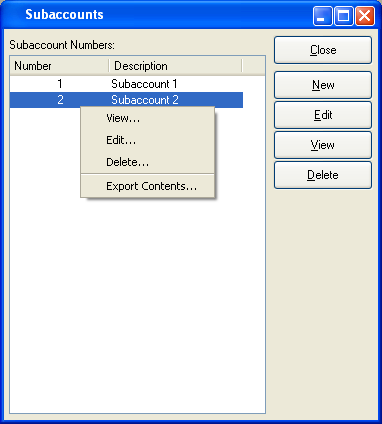 Subaccounts
Subaccount Numbers:
Number Description
1 Subaccount 1
2 Subaccount 2
View...
Edit...
Delete...
Export Contents...
Close
New
Edit
View
Delete